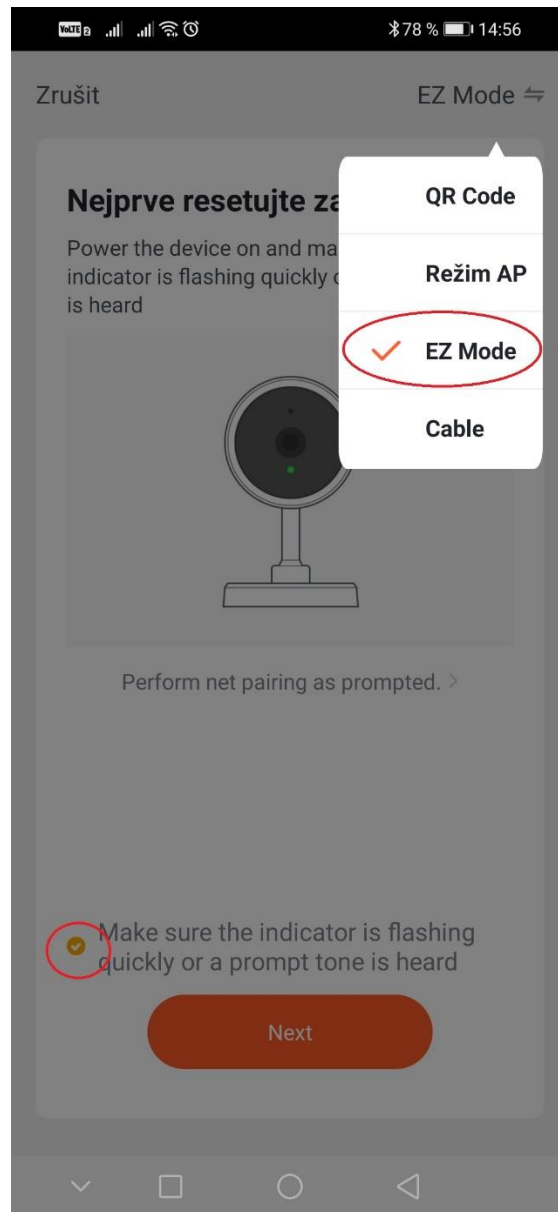 VoLTE 2 78 % 14:56
Zrušit EZ Mode
QR Code
Režim AP
EZ Mode
Cable
Nejprve resetujte
Power the device on and
indicator is flashing quickly
is heard
Perform net pairing as prompted. >
Make sure the indicator is flashing
quickly or a prompt tone is heard
Next